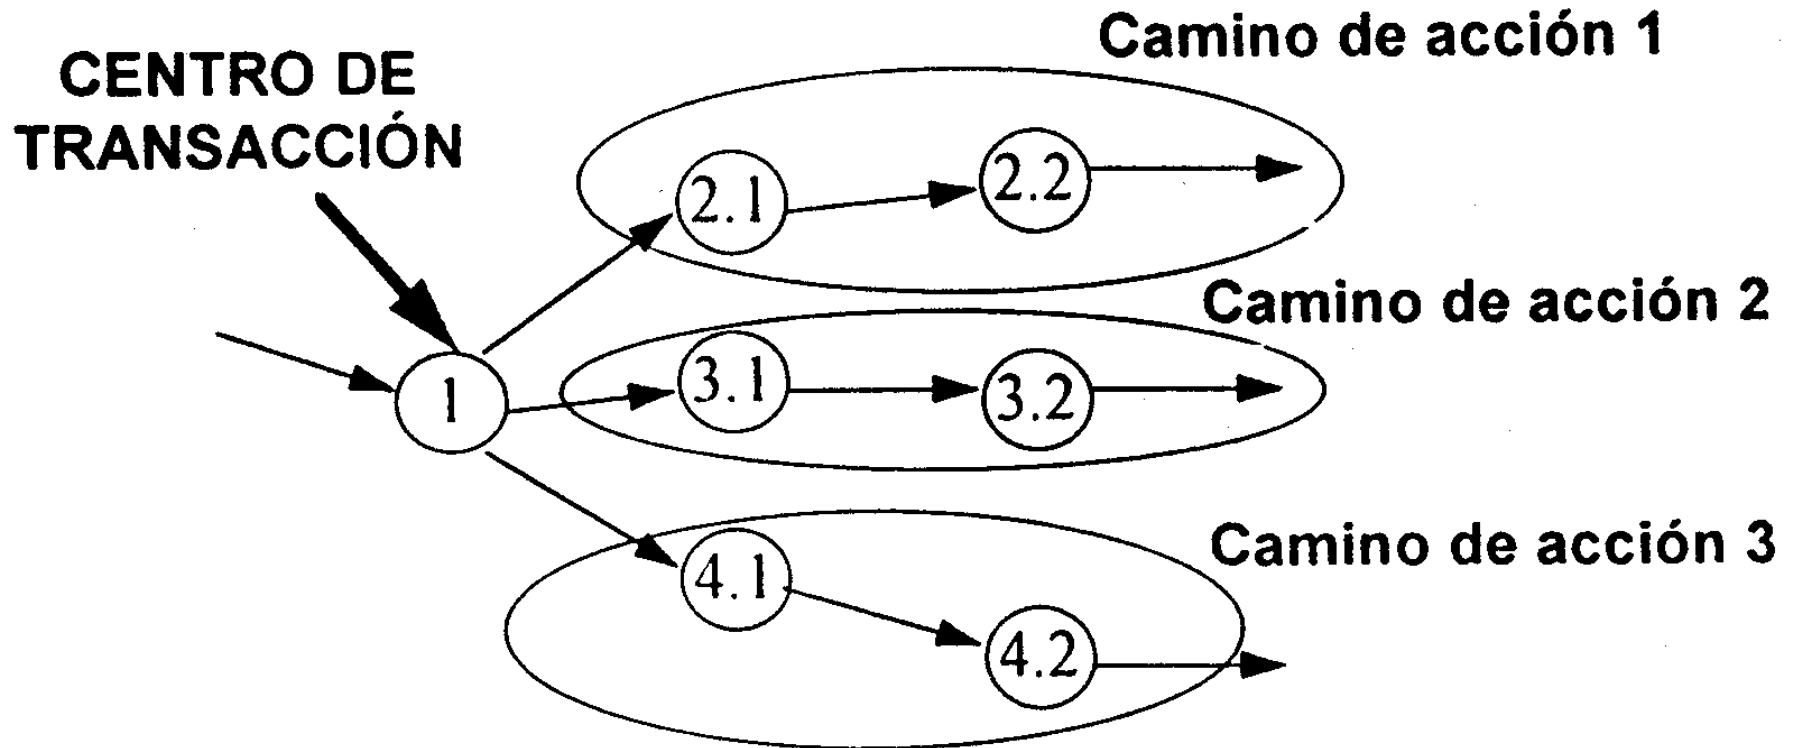 Camino de acción 1
CENTRO DE
TRANSACCIÓN
2.1
2.2
Camino de acción 2
1
3.1
3.2
Camino de acción 3
4.1
4.2